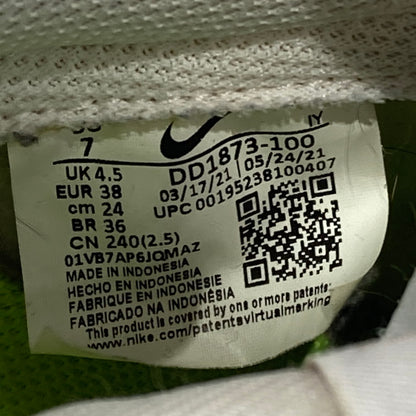 7
IY
UK 4.5
EUR 38
cm 24
BR 36
CN 240(2.5)
DD1873-100
03/17/21 05/24/21
UPC 00195238100407
01VB7AP6JQMAZ
MADE IN INDONESIA
HECHO EN INDONESIA
FABRIQUE EN INDONESIE
FABRICADO NA INDONÉSIA
This product is covered by one or more patents:
www.nike.com/patentsvirtualmarking